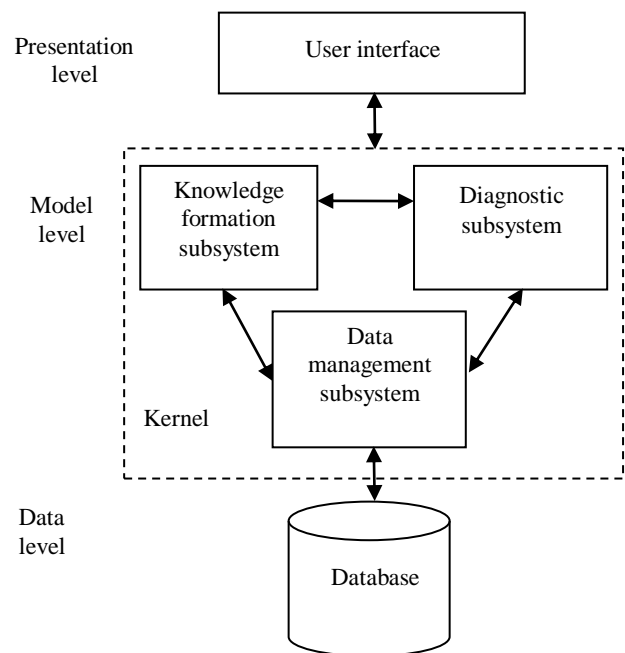 Presentation
level
User interface
Model
level
Knowledge
formation
subsystem
Diagnostic
subsystem
Data
management
subsystem
Kernel
Data
level
Database